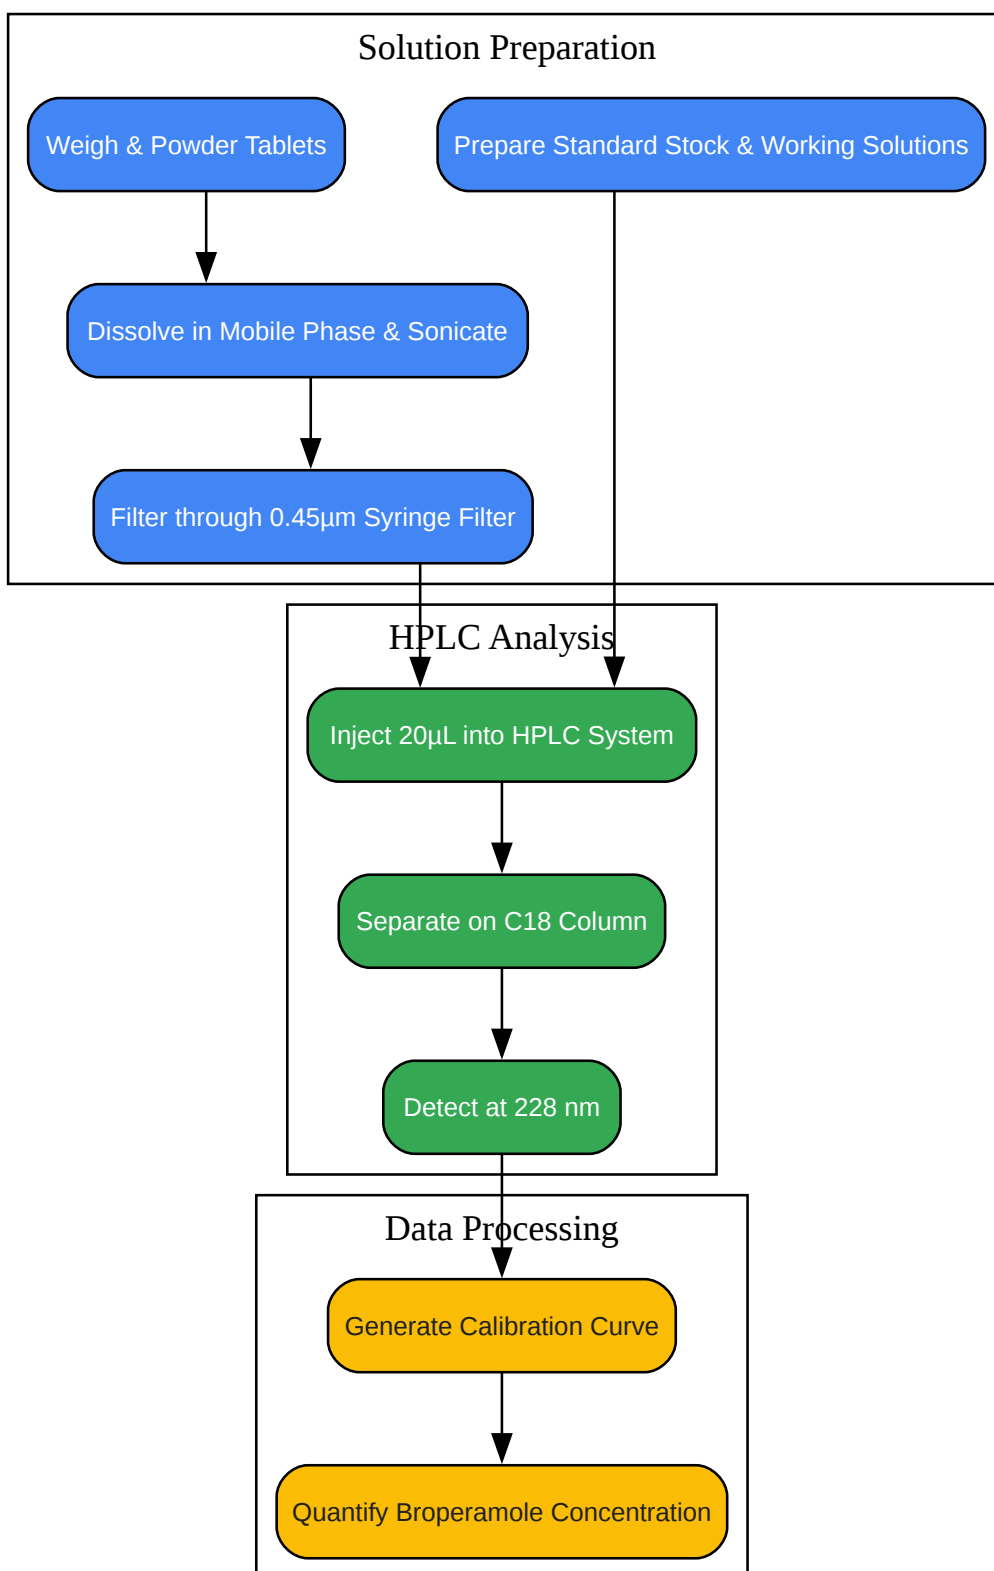 Solution Preparation
Weigh & Powder Tablets
Prepare Standard Stock & Working Solutions
Dissolve in Mobile Phase & Sonicate
Filter through 0.45µm Syringe Filter
HPLC Analysis
Inject 20µL into HPLC System
Separate on C18 Column
Detect at 228 nm
Data Processing
Generate Calibration Curve
Quantify Broperamole Concentration